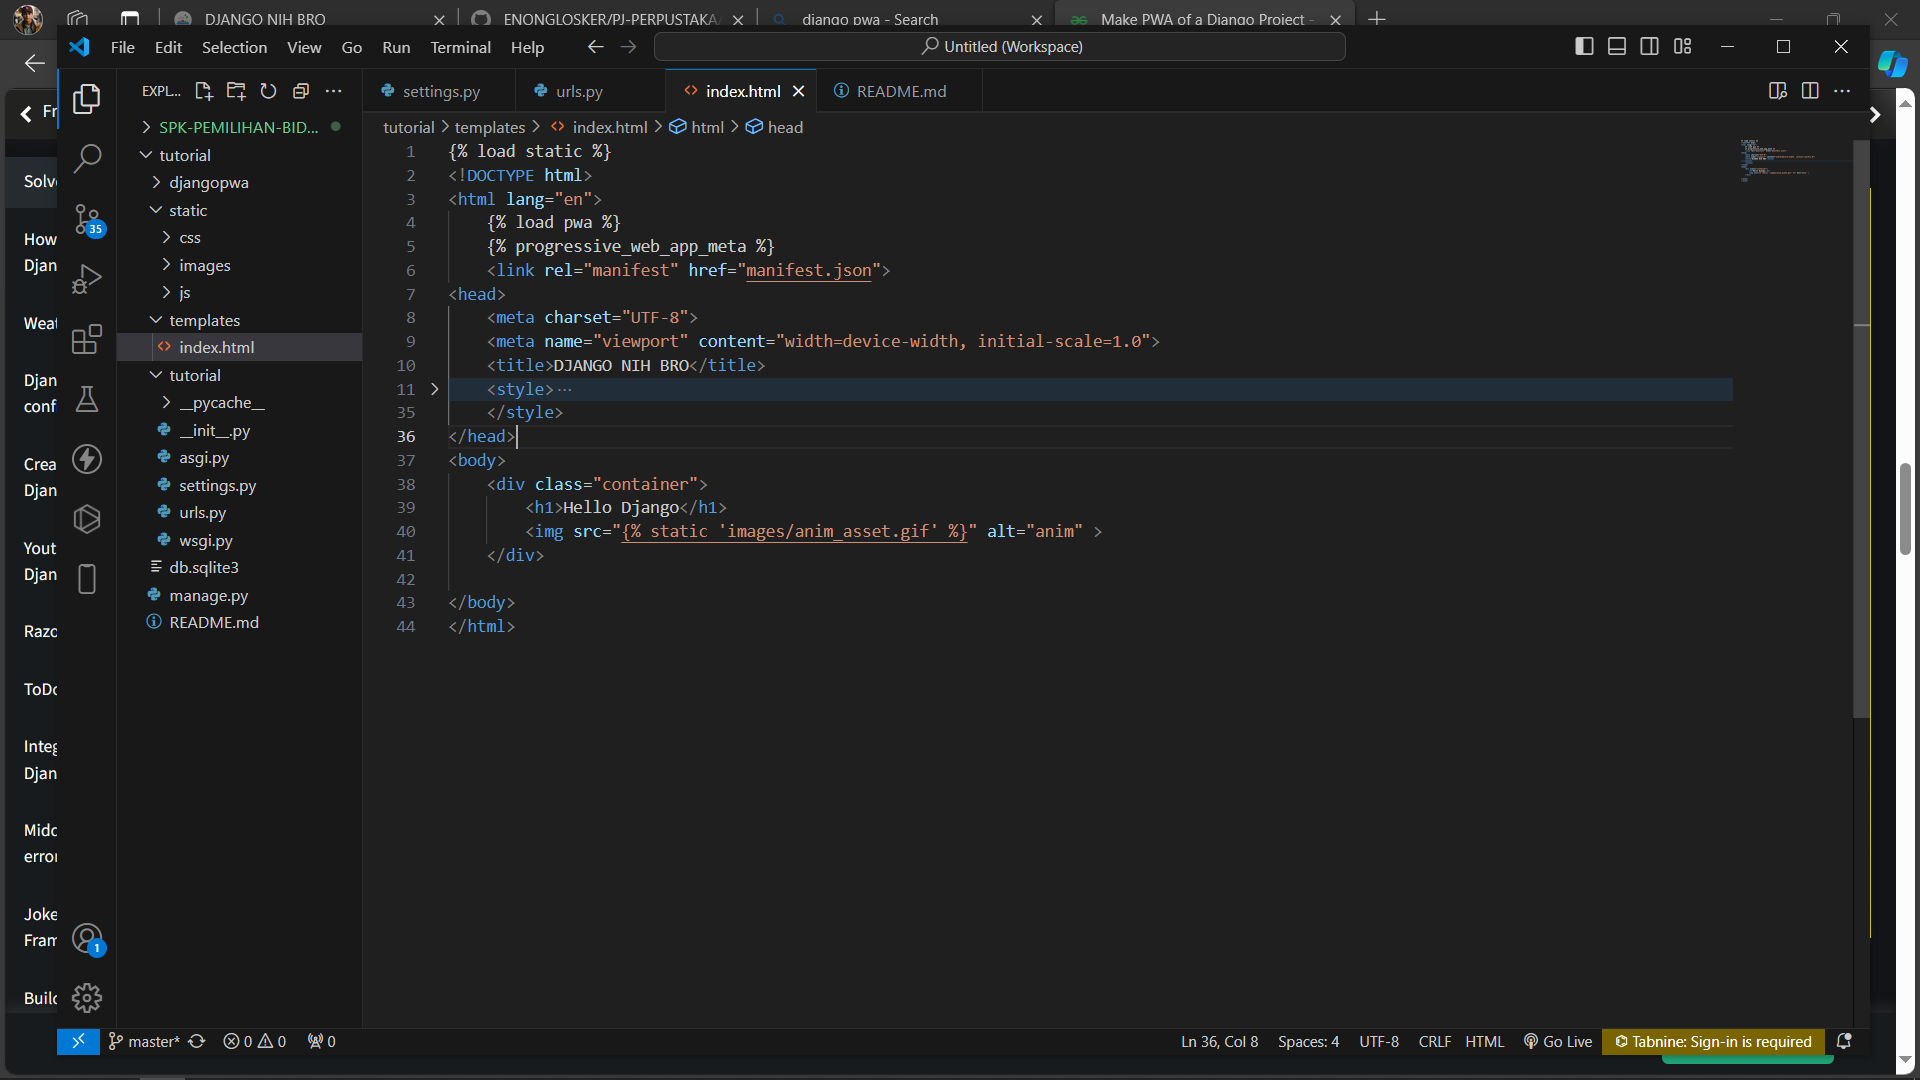 DJANGO NIH BRO
ENONGLOSKER/PJ-PERPUSTAKA
django pwa - Search
Make PWA of a Django Project -
File Edit Selection View Go Run Terminal Help
Untitled (Workspace)
EXPL...
settings.py
urls.py
index.html
README.md
tutorial > templates > index.html > html > head
SPK-PEMILIHAN-BID...
tutorial
djangopwa
static
css
images
js
templates
index.html
tutorial
__pycache__
__init__.py
asgi.py
settings.py
urls.py
wsgi.py
db.sqlite3
manage.py
README.md
35
1
1 {% load static %}
2 <!DOCTYPE html>
3 <html lang="en">
4 {% load pwa %}
5 {% progressive_web_app_meta %}
6 <link rel="manifest" href="manifest.json">
7 <head>
8 <meta charset="UTF-8">
9 <meta name="viewport" content="width=device-width, initial-scale=1.0">
10 <title>DJANGO NIH BRO</title>
11 <style>···
35 </style>
36 </head>
37 <body>
38 <div class="container">
39 <h1>Hello Django</h1>
40 <img src="{% static 'images/anim_asset.gif' %}" alt="anim" >
41 </div>
42
43 </body>
44 </html>
Fr
Solve
How
Djan
Weat
Djan
conf
Crea
Djan
Yout
Djan
Razo
ToDo
Integ
Djan
Midd
error
Joke
Fram
Build
master* 0 0 0
Ln 36, Col 8 Spaces: 4 UTF-8 CRLF HTML Go Live Tabnine: Sign-in is required